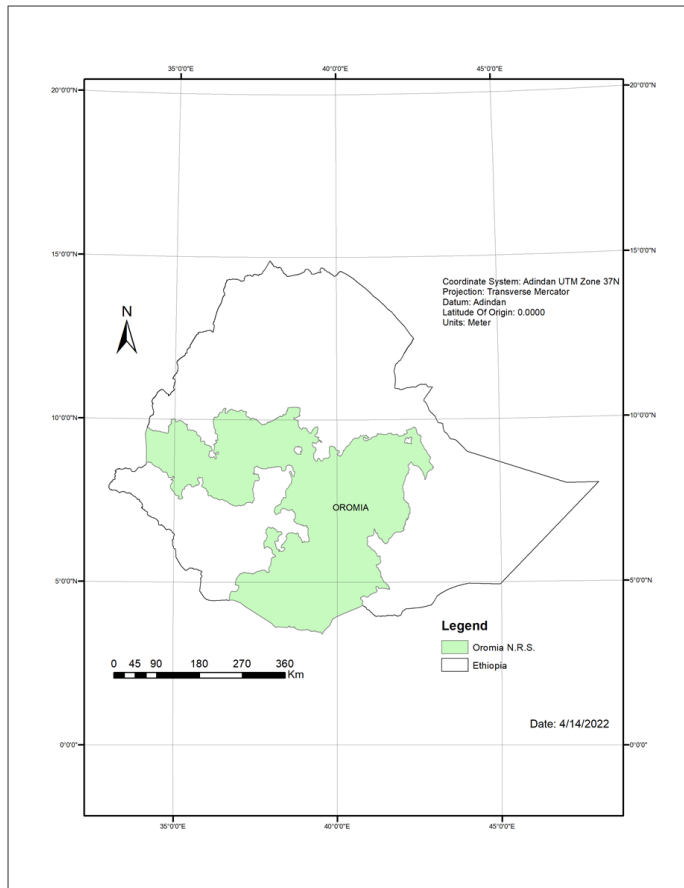 35°0'0"E 40°0'0"E 45°0'0"E
20°0'0"N 20°0'0"N
15°0'0"N 15°0'0"N
Coordinate System: Adindan UTM Zone 37N
Projection: Transverse Mercator
Datum: Adindan
Latitude Of Origin: 0.0000
Units: Meter
N
10°0'0"N 10°0'0"N
OROMIA
5°0'0"N 5°0'0"N
Legend
Oromia N.R.S.
Ethiopia
0 45 90 180 270 360
Km
Date: 4/14/2022
0°0'0" 0°0'0"
35°0'0"E 40°0'0"E 45°0'0"E